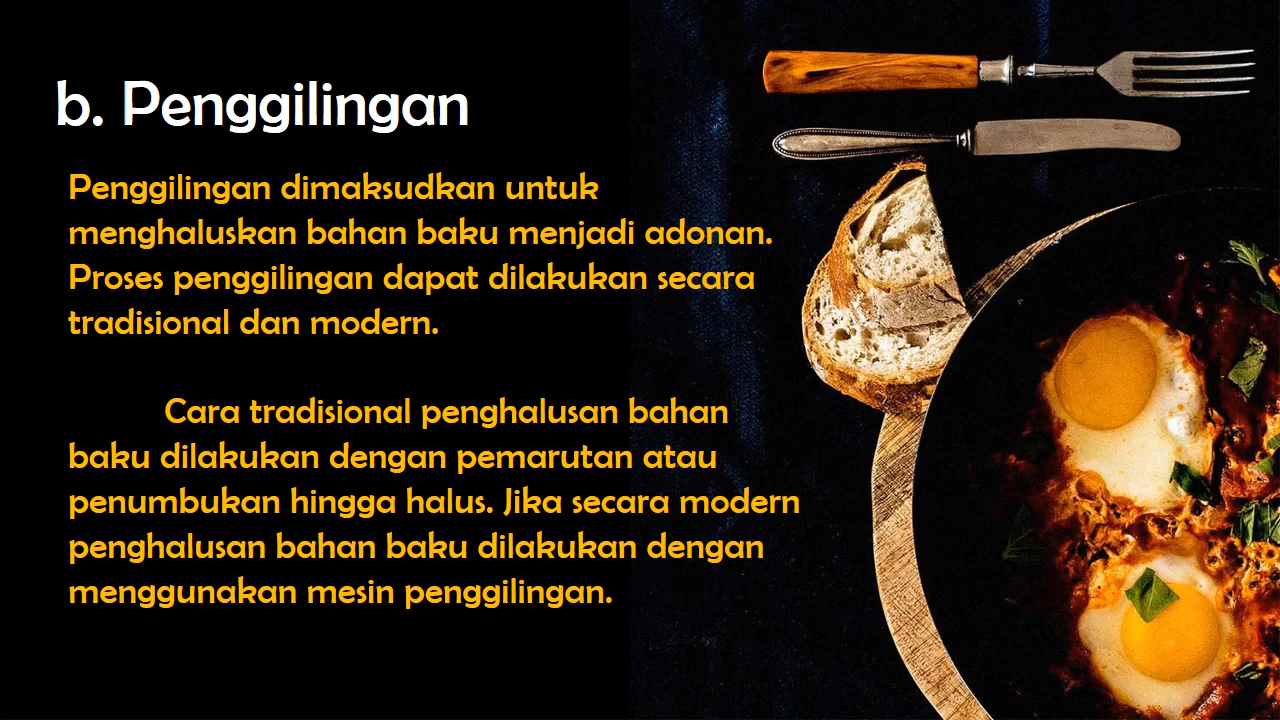 b. Penggilingan
Penggilingan dimaksudkan untuk
menghaluskan bahan baku menjadi adonan.
Proses penggilingan dapat dilakukan secara
tradisional dan modern.
Cara tradisional penghalusan bahan
baku dilakukan dengan pemarutan atau
penumbukan hingga halus. Jika secara modern
penghalusan bahan baku dilakukan dengan
menggunakan mesin penggilingan.